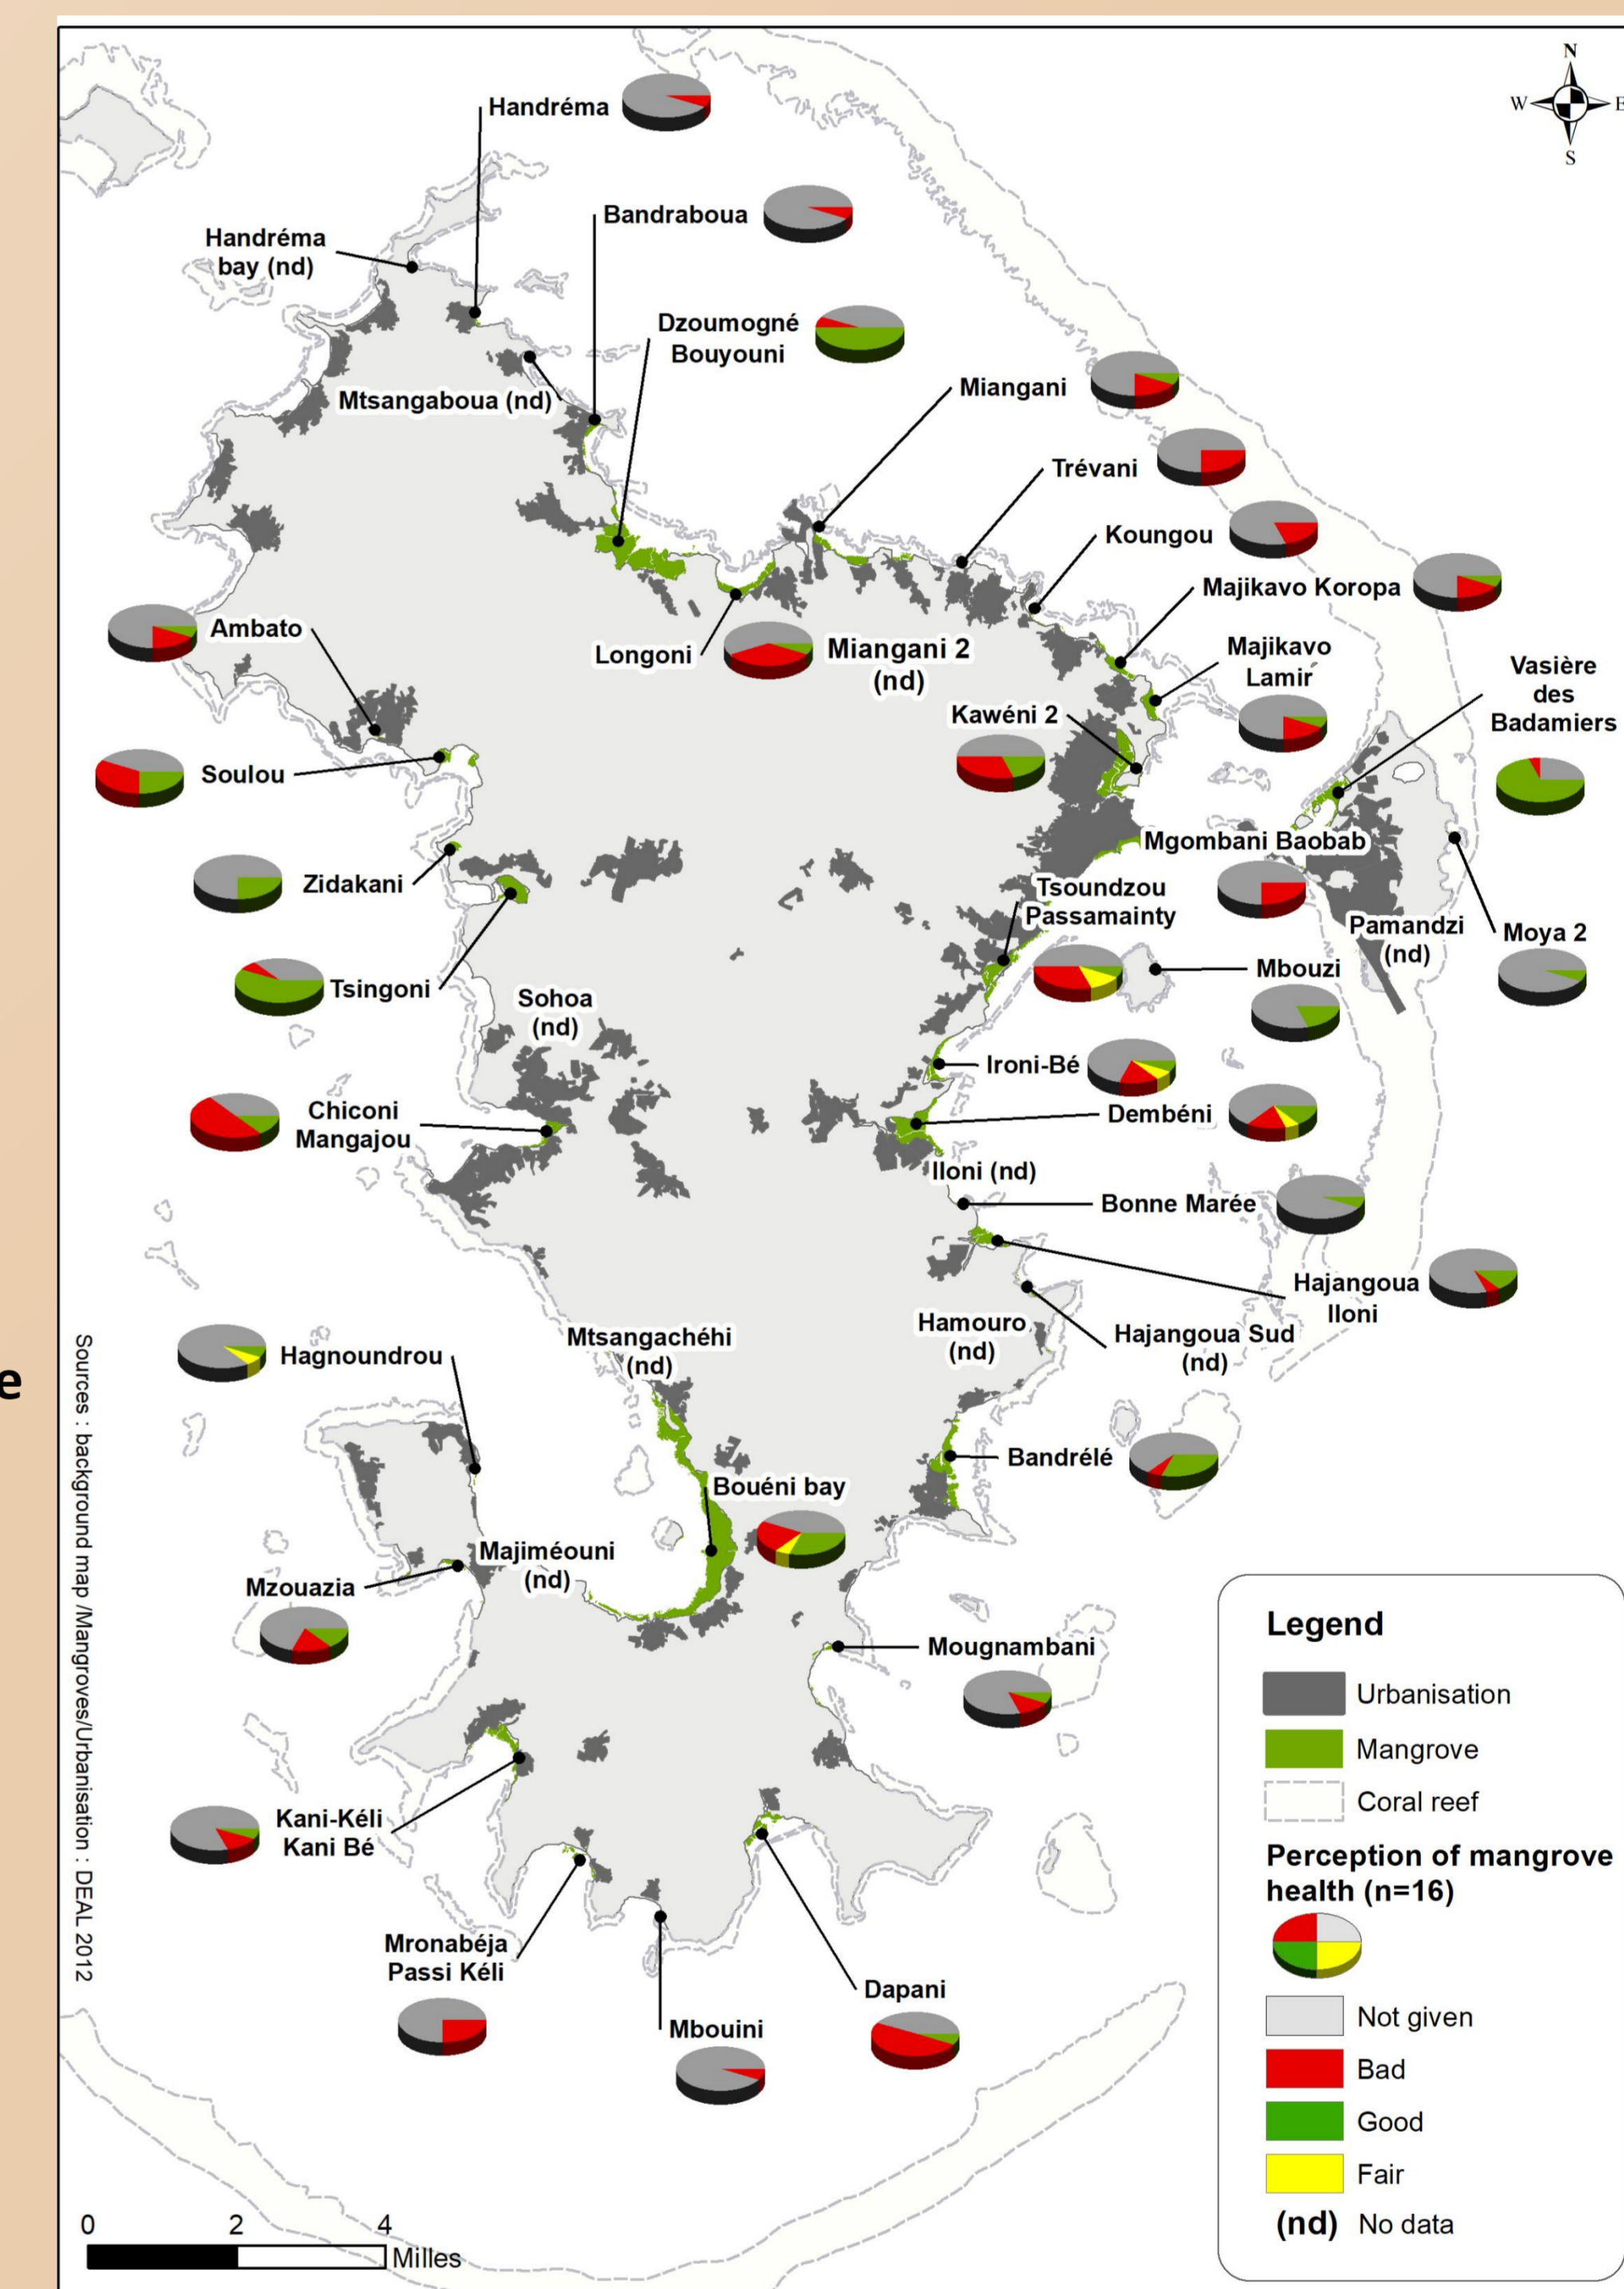 N
W
E
S
Handréma
Bandraboua
Handréma
bay (nd)
Dzoumogné
Bouyouni
Mtsangaboua (nd)
Miangani
Trévani
Koungou
Majikavo Koropa
Ambato
Longoni
Miangani 2
(nd)
Majikavo
Lamir
Vasière
des
Badamiers
Kawéni 2
Soulou
Mgombani Baobab
Zidakani
Tsoundzou
Passamainty
Pamandzi
(nd)
Moya 2
Mbouzi
Tsingoni
Sohoa
(nd)
Ironi-Bé
Chiconi
Mangajou
Dembéni
Iloni (nd)
Bonne Marée
Hajangoua
Iloni
Hagnoundrou
Mtsangachéhi
(nd)
Hamouro
(nd)
Hajangoua Sud
(nd)
e
Bandrélé
Bouéni bay
Majiméouni
(nd)
Mzouazia
Mougnambani
Kani-Kéli
Kani Bé
Mronabéja
Passi Kéli
Mbouini
Dapani
Sources : background map /Mangroves/Urbanisation : DEAL 2012
0 2 4
Milles
Legend
Urbanisation
Mangrove
Coral reef
Perception of mangrove
health (n=16)
Not given
Bad
Good
Fair
(nd) No data